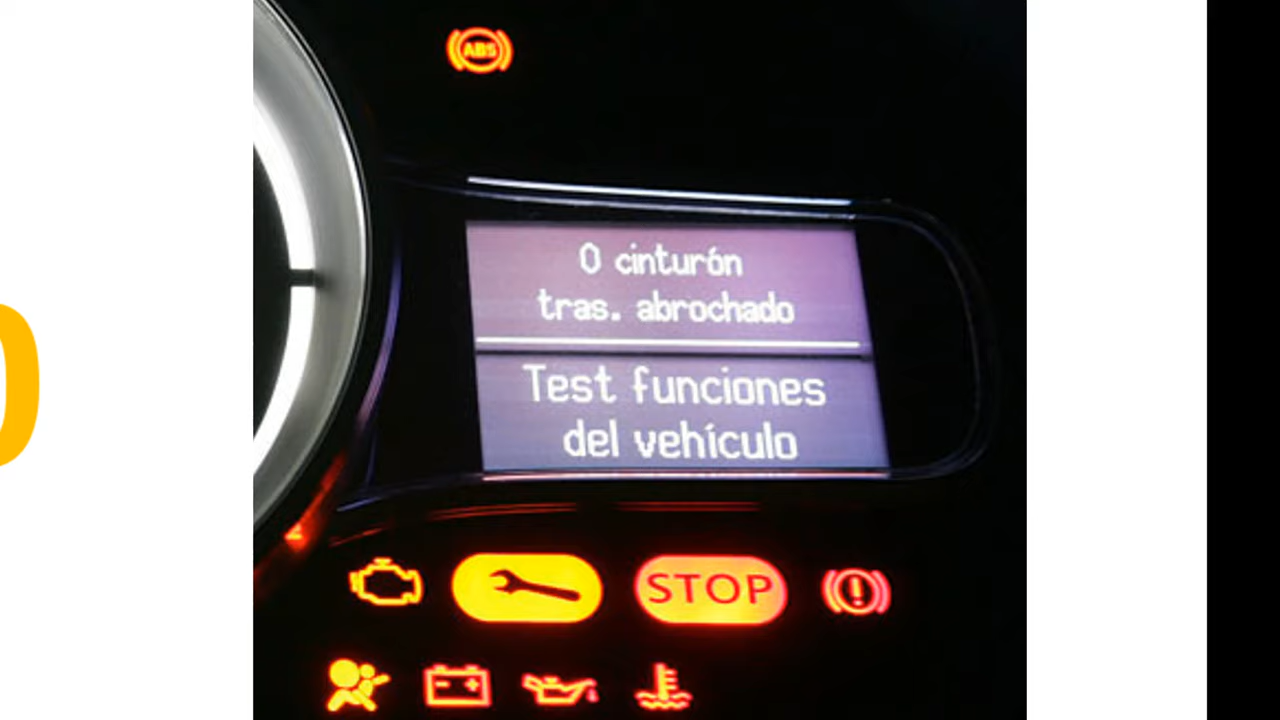 ABS
0 cinturón
tras. abrochado
Test funciones
del vehículo
STOP